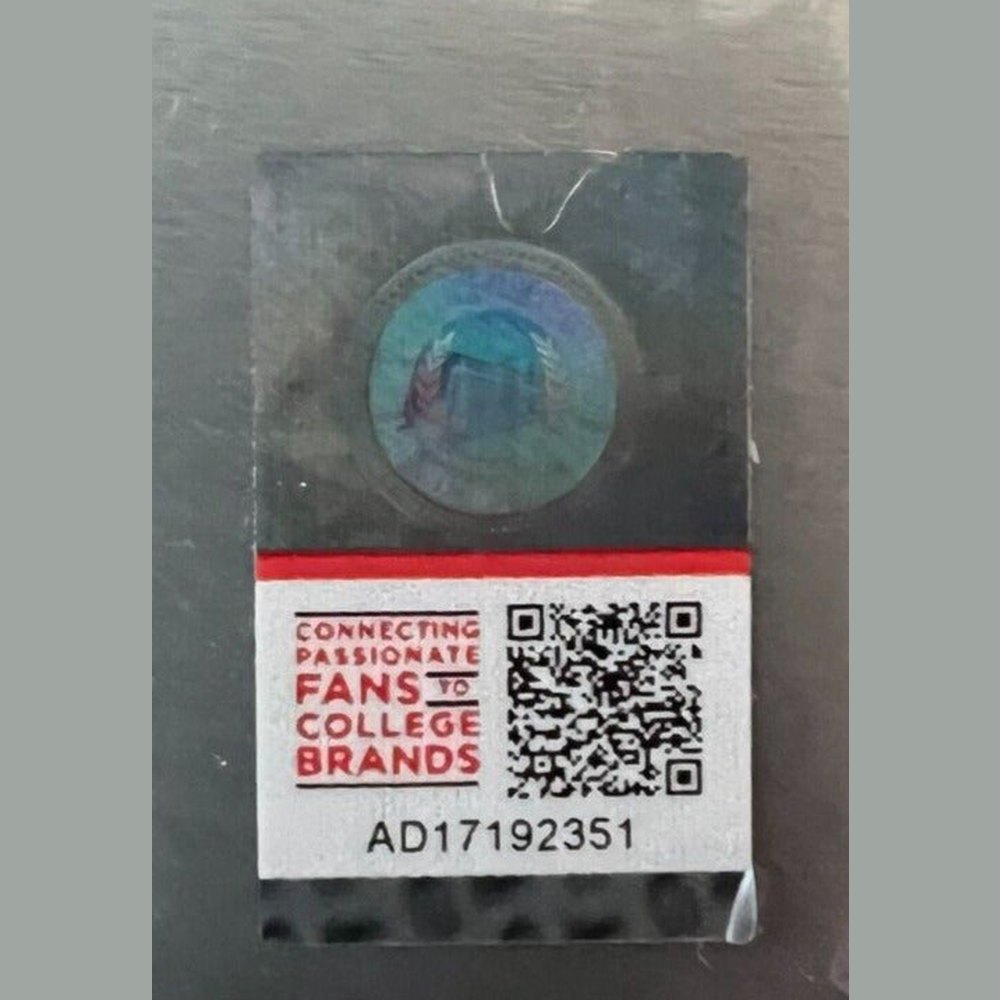 CONNECTING
PASSIONATE
FANS TO
COLLEGE
BRANDS
AD17192351